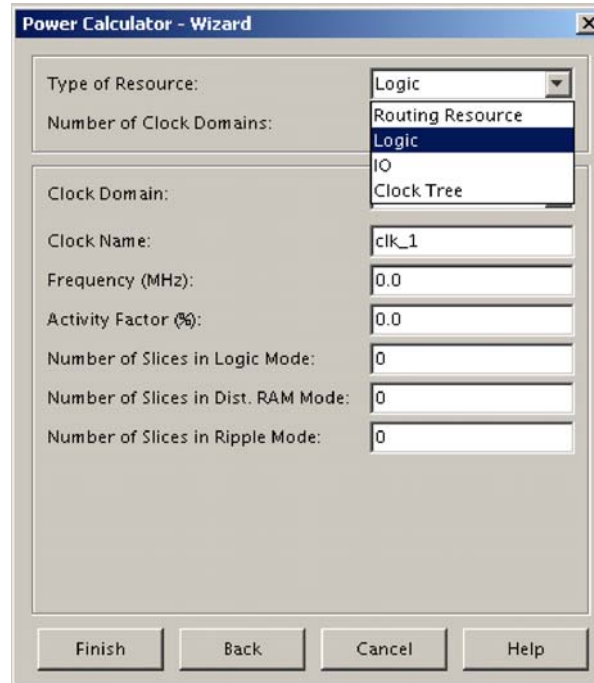 Power Calculator - Wizard
Type of Resource: Logic
Number of Clock Domains:
Routing Resource
Logic
IO
Clock Tree
Clock Domain:
Clock Name: clk_1
Frequency (MHz): 0.0
Activity Factor (%): 0.0
Number of Slices in Logic Mode: 0
Number of Slices in Dist. RAM Mode: 0
Number of Slices in Ripple Mode: 0
Finish Back Cancel Help